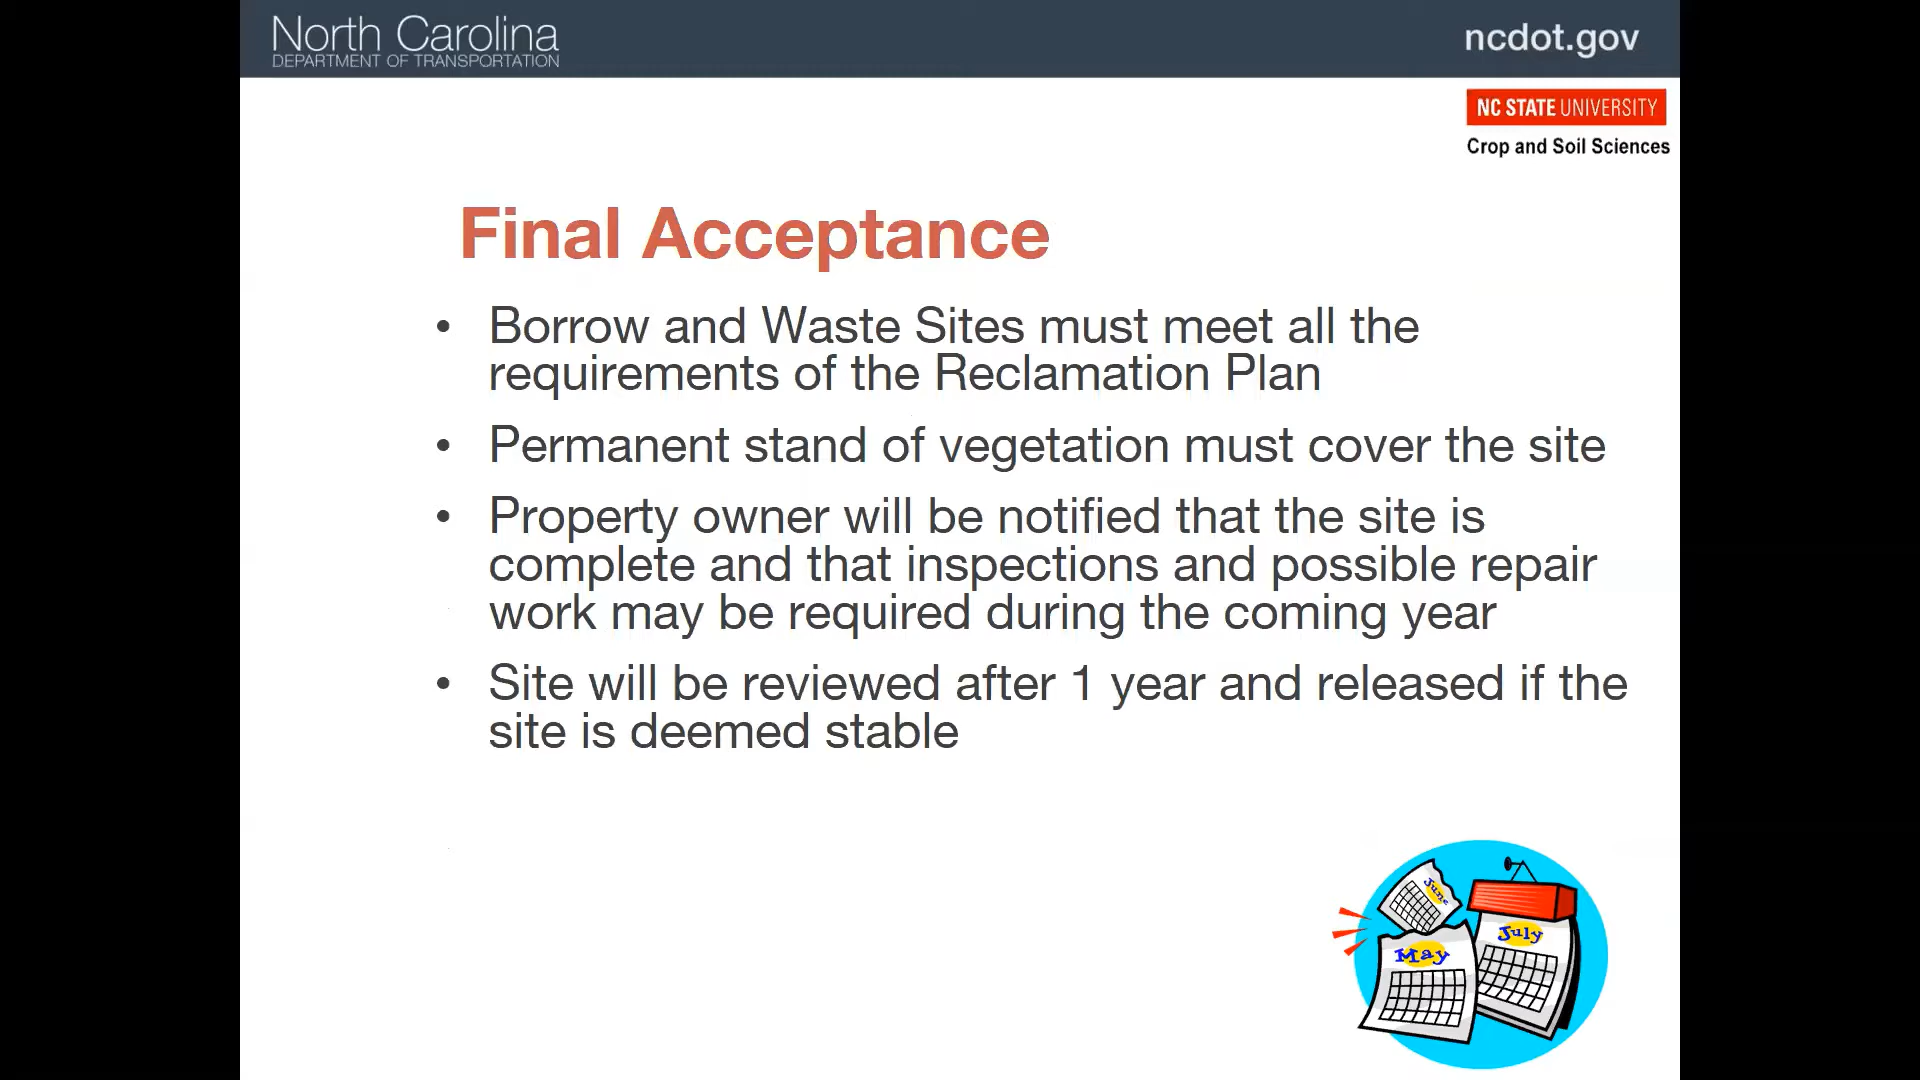 North Carolina
DEPARTMENT OF TRANSPORTATION
ncdot.gov
NC STATE UNIVERSITY
Crop and Soil Sciences
Final Acceptance
• Borrow and Waste Sites must meet all the
requirements of the Reclamation Plan
• Permanent stand of vegetation must cover the site
• Property owner will be notified that the site is
complete and that inspections and possible repair
work may be required during the coming year
• Site will be reviewed after 1 year and released if the
site is deemed stable
June
July
May